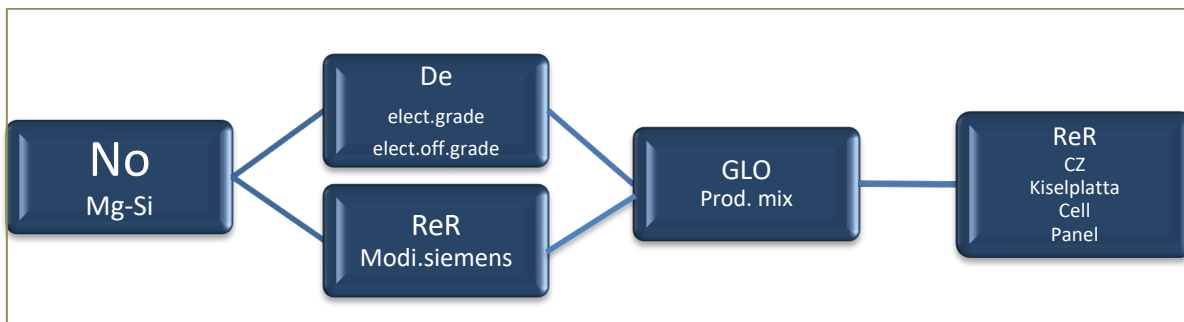 No
Mg-Si
De
elect.grade
elect.off.grade
ReR
Modi.siemens
GLO
Prod. mix
ReR
CZ
Kiselplatta
Cell
Panel